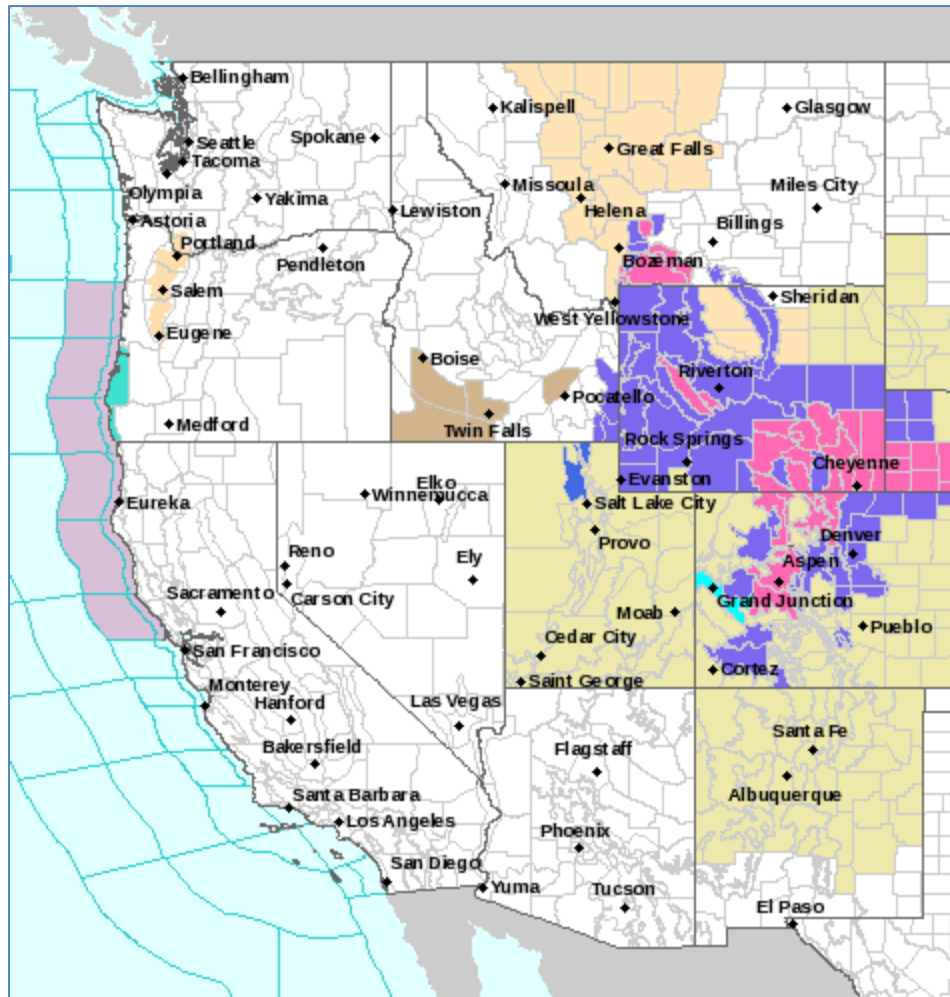 Bellingham
Kalispell
Glasgow
Spokane
Seattle
Great Falls
Tacoma
Missoula
Miles City
Olympia
Yakima
Helena
Lewiston
Astoria
Billings
Portland
Pendleton
Bozeman
Salem
Sheridan
West Yellowstone
Eugene
Boise
Riverton
Pocatello
Medford
Twin Falls
Rock Springs
Cheyenne
Evanston
Elko
Winnemucca
Eureka
Salt Lake City
Denver
Provo
Reno
Ely
Aspen
Sacramento
Carson City
Grand Junction
Moab
Pueblo
Cedar City
San Francisco
Cortez
Saint George
Monterey
Hanford
Las Vegas
Santa Fe
Bakersfield
Flagstaff
Albuquerque
Santa Barbara
Los Angeles
Phoenix
San Diego
Yuma
Tucson
El Paso